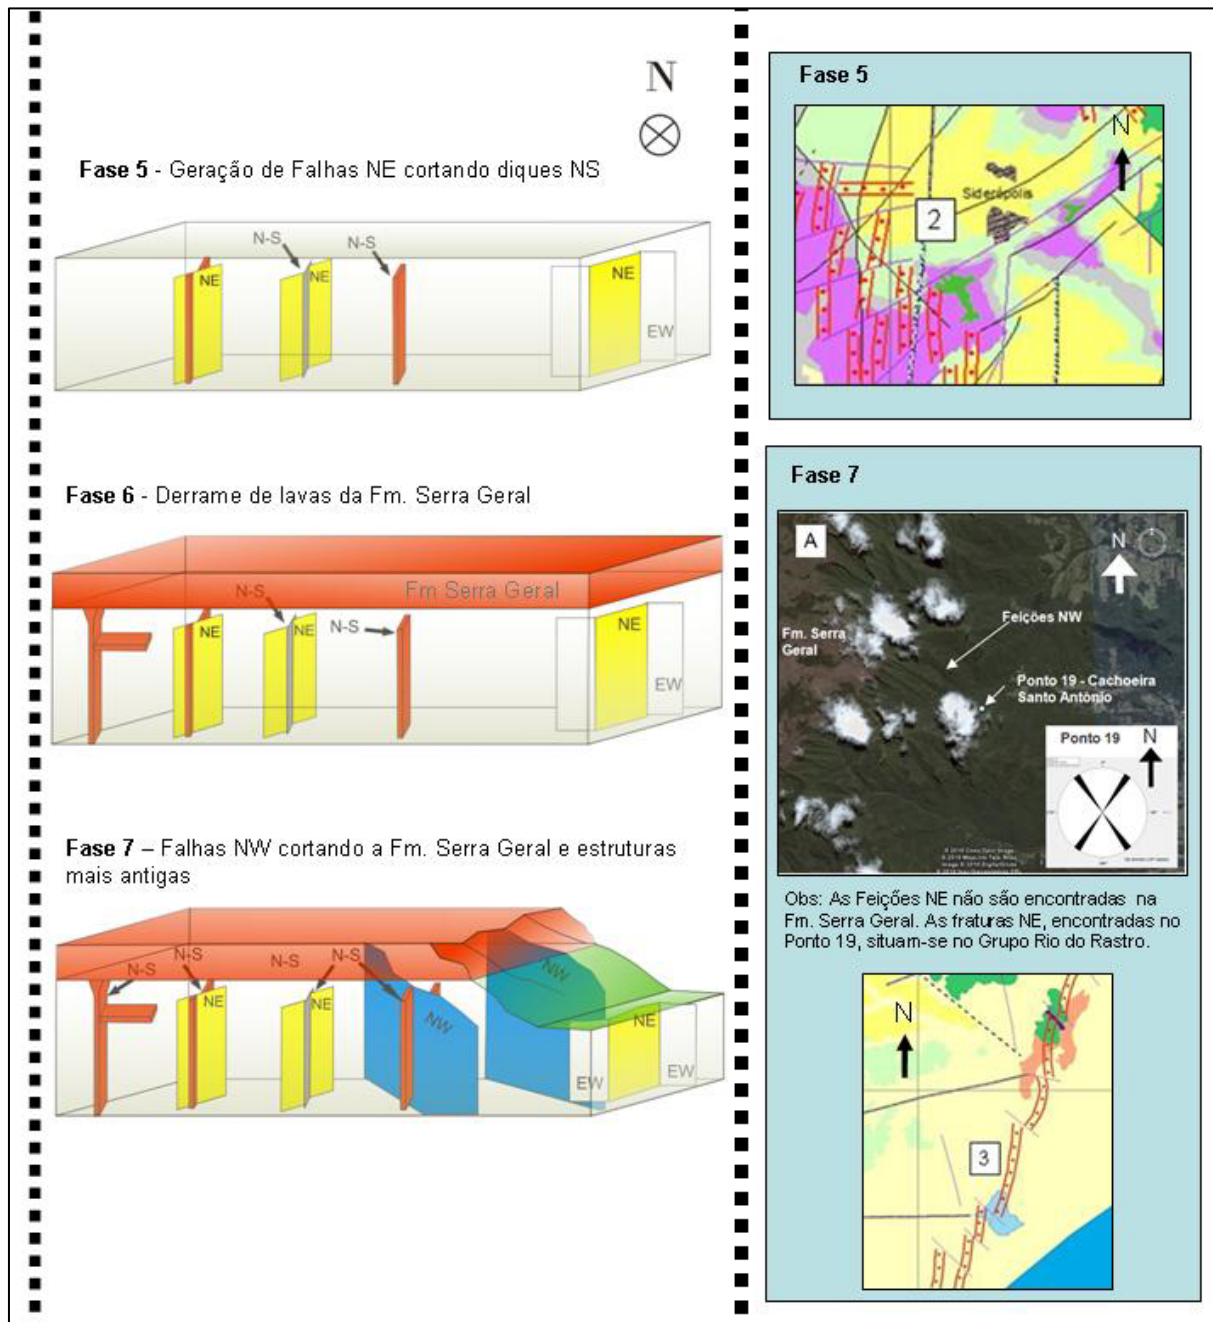 N
Fase 5 - Geração de Falhas NE cortando diques NS
N-S
N-S
NE
NE
NE
EW
Fase 6 - Derrame de lavas da Fm. Serra Geral
Fm Serra Geral
N-S
N-S
NE
NE
NE
EW
Fase 7 – Falhas NW cortando a Fm. Serra Geral e estruturas
mais antigas
N-S
N-S
N-S
N-S
NE
NE
NW
NW
NE
EW
EW
Fase 5
N
Siderópolis
2
Fase 7
A
N
Feições NW
Fm. Serra
Geral
Ponto 19 - Cachoeira
Santo Antônio
Ponto 19
N
Obs: As Feições NE não são encontradas na
Fm. Serra Geral. As fraturas NE, encontradas no
Ponto 19, situam-se no Grupo Rio do Rastro.
N
3